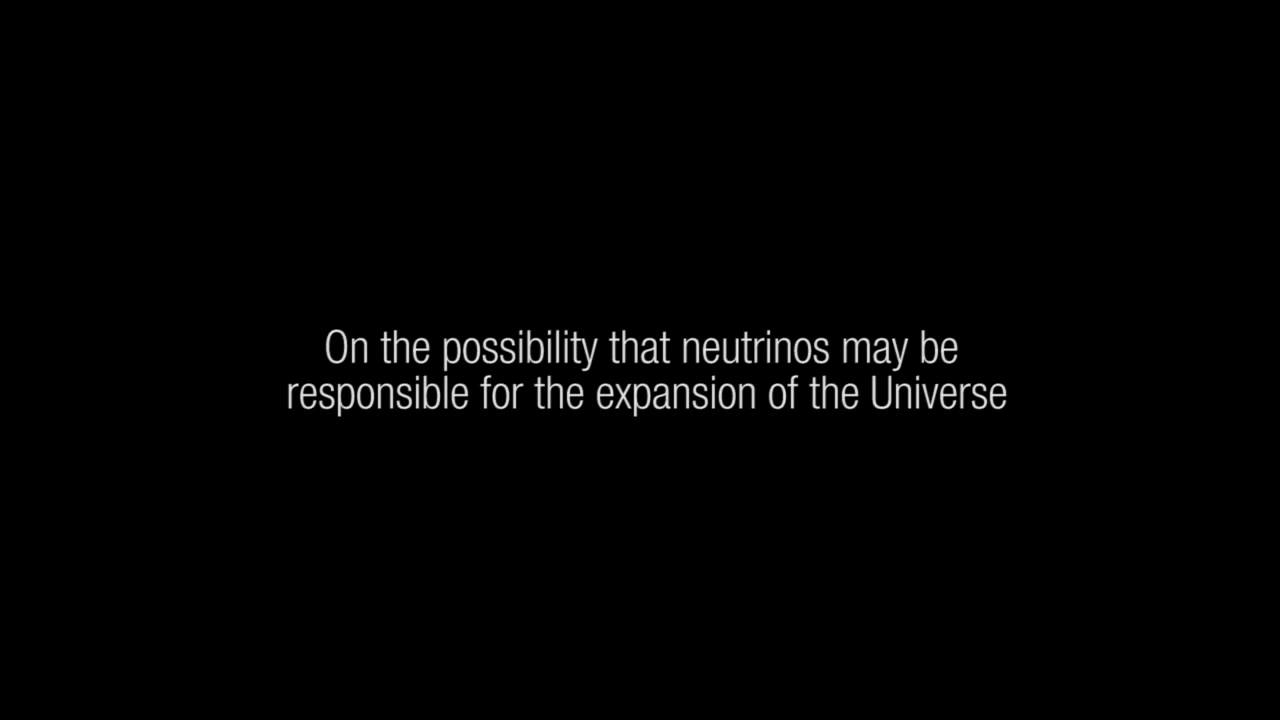 On the possibility that neutrinos may be
responsible for the expansion of the Universe